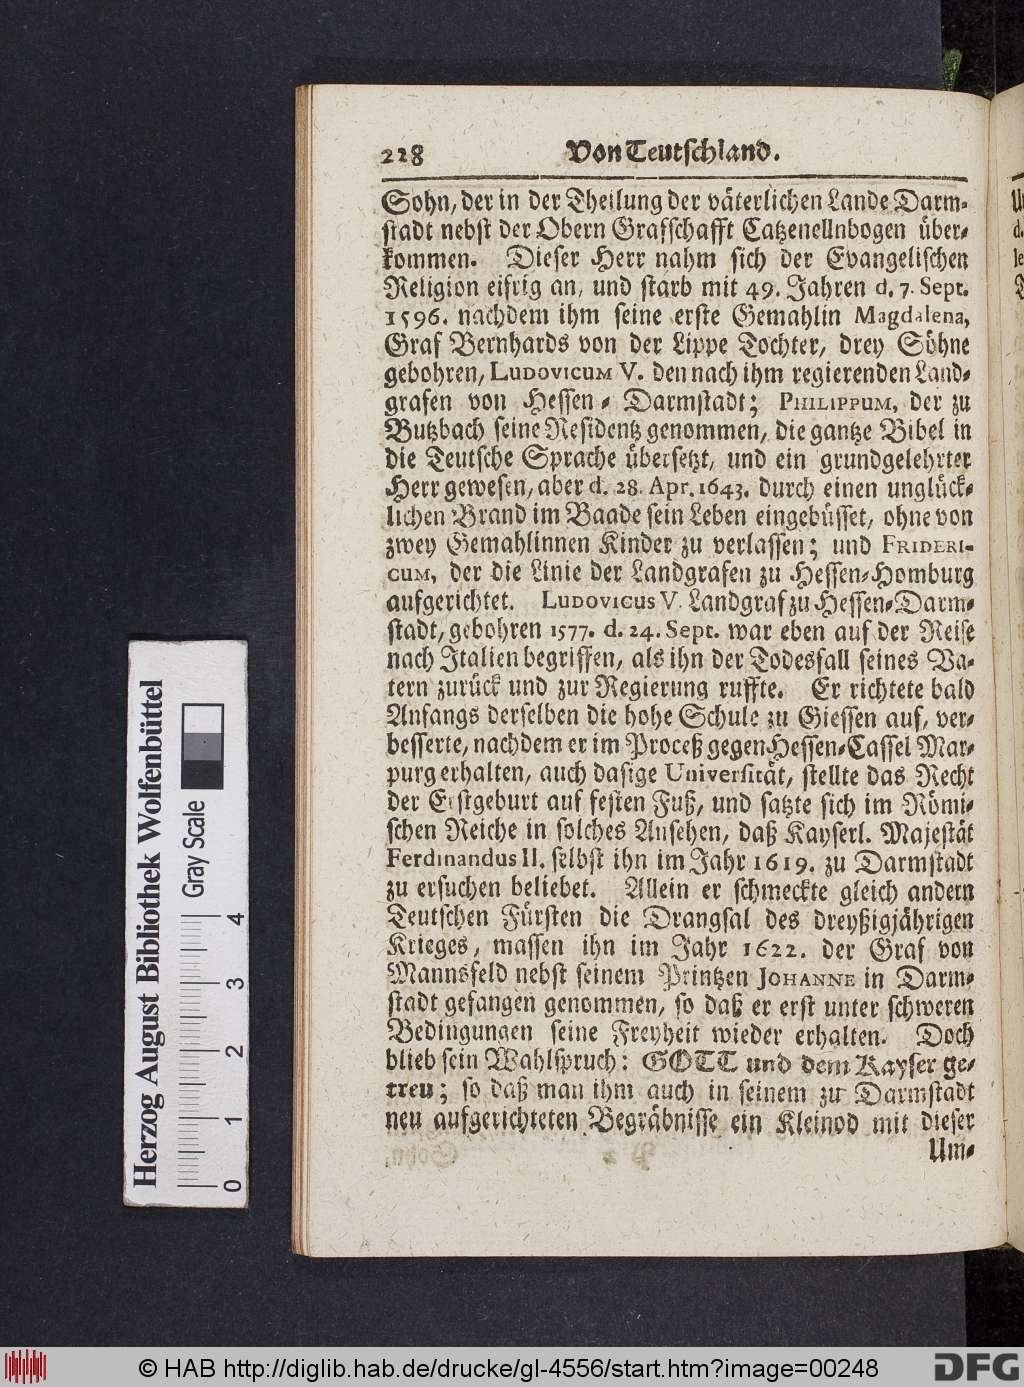 228 Von Teutschland.
Sohn, der in der Theilung der väterlichen Lande Darm-
stadt nebst der Obern Grafschafft Catzenellnbogen über-
kommen. Dieser Herr nahm sich der Evangelischen
Religion eifrig an, und starb mit 49. Jahren d. 7. Sept.
1596. nachdem ihm seine erste Gemahlin Magdalena,
Graf Bernhards von der Lippe Tochter, drey Söhne
gebohren, LUDOVICUM V. den nach ihm regierenden Land-
grafen von Hessen-Darmstadt; PHILIPPUM, der zu
Butzbach seine Residentz genommen, die gantze Bibel in
die Teutsche Sprache übersetzt, und ein grundgelehrter
Herr gewesen, aber d. 28. Apr. 1643. durch einen unglück-
lichen Brand im Baade sein Leben eingebüsset, ohne von
zwey Gemahlinnen Kinder zu verlassen; und FRIDERI-
CUM, der die Linie der Landgrafen zu Hessen-Homburg
aufgerichtet. LUDOVICUS V. Landgraf zu Hessen-Darm-
stadt, gebohren 1577. d. 24. Sept. war eben auf der Reise
nach Italien begriffen, als ihn der Todesfall seines Va-
tern zurück und zur Regierung ruffte. Er richtete bald
Anfangs derselben die hohe Schule zu Giessen auf, ver-
besserte, nachdem er im Proceß gegen Hessen-Cassel Mar-
purg erhalten, auch dasige Universität, stellte das Recht
der Erstgeburt auf festen Fuß, und satzte sich im Römi-
schen Reiche in solches Ansehen, daß Kayserl. Majestät
Ferdinandus II. selbst ihn im Jahr 1619. zu Darmstadt
zu ersuchen beliebet. Allein er schmeckte gleich andern
Teutschen Fürsten die Drangsal des dreyßigjährigen
Krieges, massen ihn im Jahr 1622. der Graf von
Mannsfeld nebst seinem Printzen JOHANNE in Darm-
stadt gefangen genommen, so daß er erst unter schweren
Bedingungen seine Freyheit wieder erhalten. Doch
blieb sein Wahlspruch: GOTT und dem Kayser ge-
treu; so daß man ihm auch in seinem zu Darmstadt
neu aufgerichteten Begräbnisse ein Kleinod mit dieser
Um-
Herzog August Bibliothek Wolfenbüttel
Gray Scale
0 1 2 3 4
© HAB http://diglib.hab.de/drucke/gl-4556/start.htm?image=00248
DFG